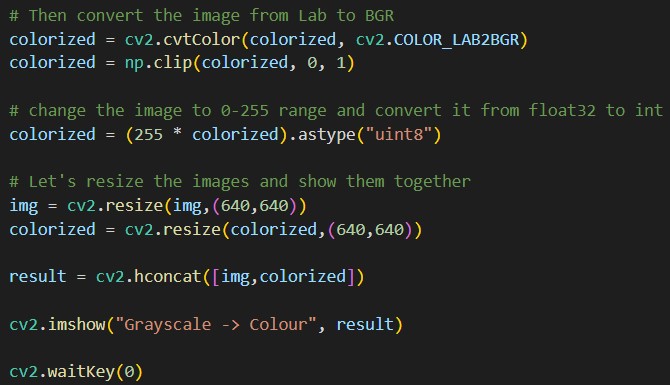 # Then convert the image from Lab to BGR
colorized = cv2.cvtColor(colorized, cv2.COLOR_LAB2BGR)
colorized = np.clip(colorized, 0, 1)
# change the image to 0-255 range and convert it from float32 to int
colorized = (255 * colorized).astype("uint8")
# Let's resize the images and show them together
img = cv2.resize(img,(640,640))
colorized = cv2.resize(colorized,(640,640))
result = cv2.hconcat([img,colorized])
cv2.imshow("Grayscale -> Colour", result)
cv2.waitKey(0)